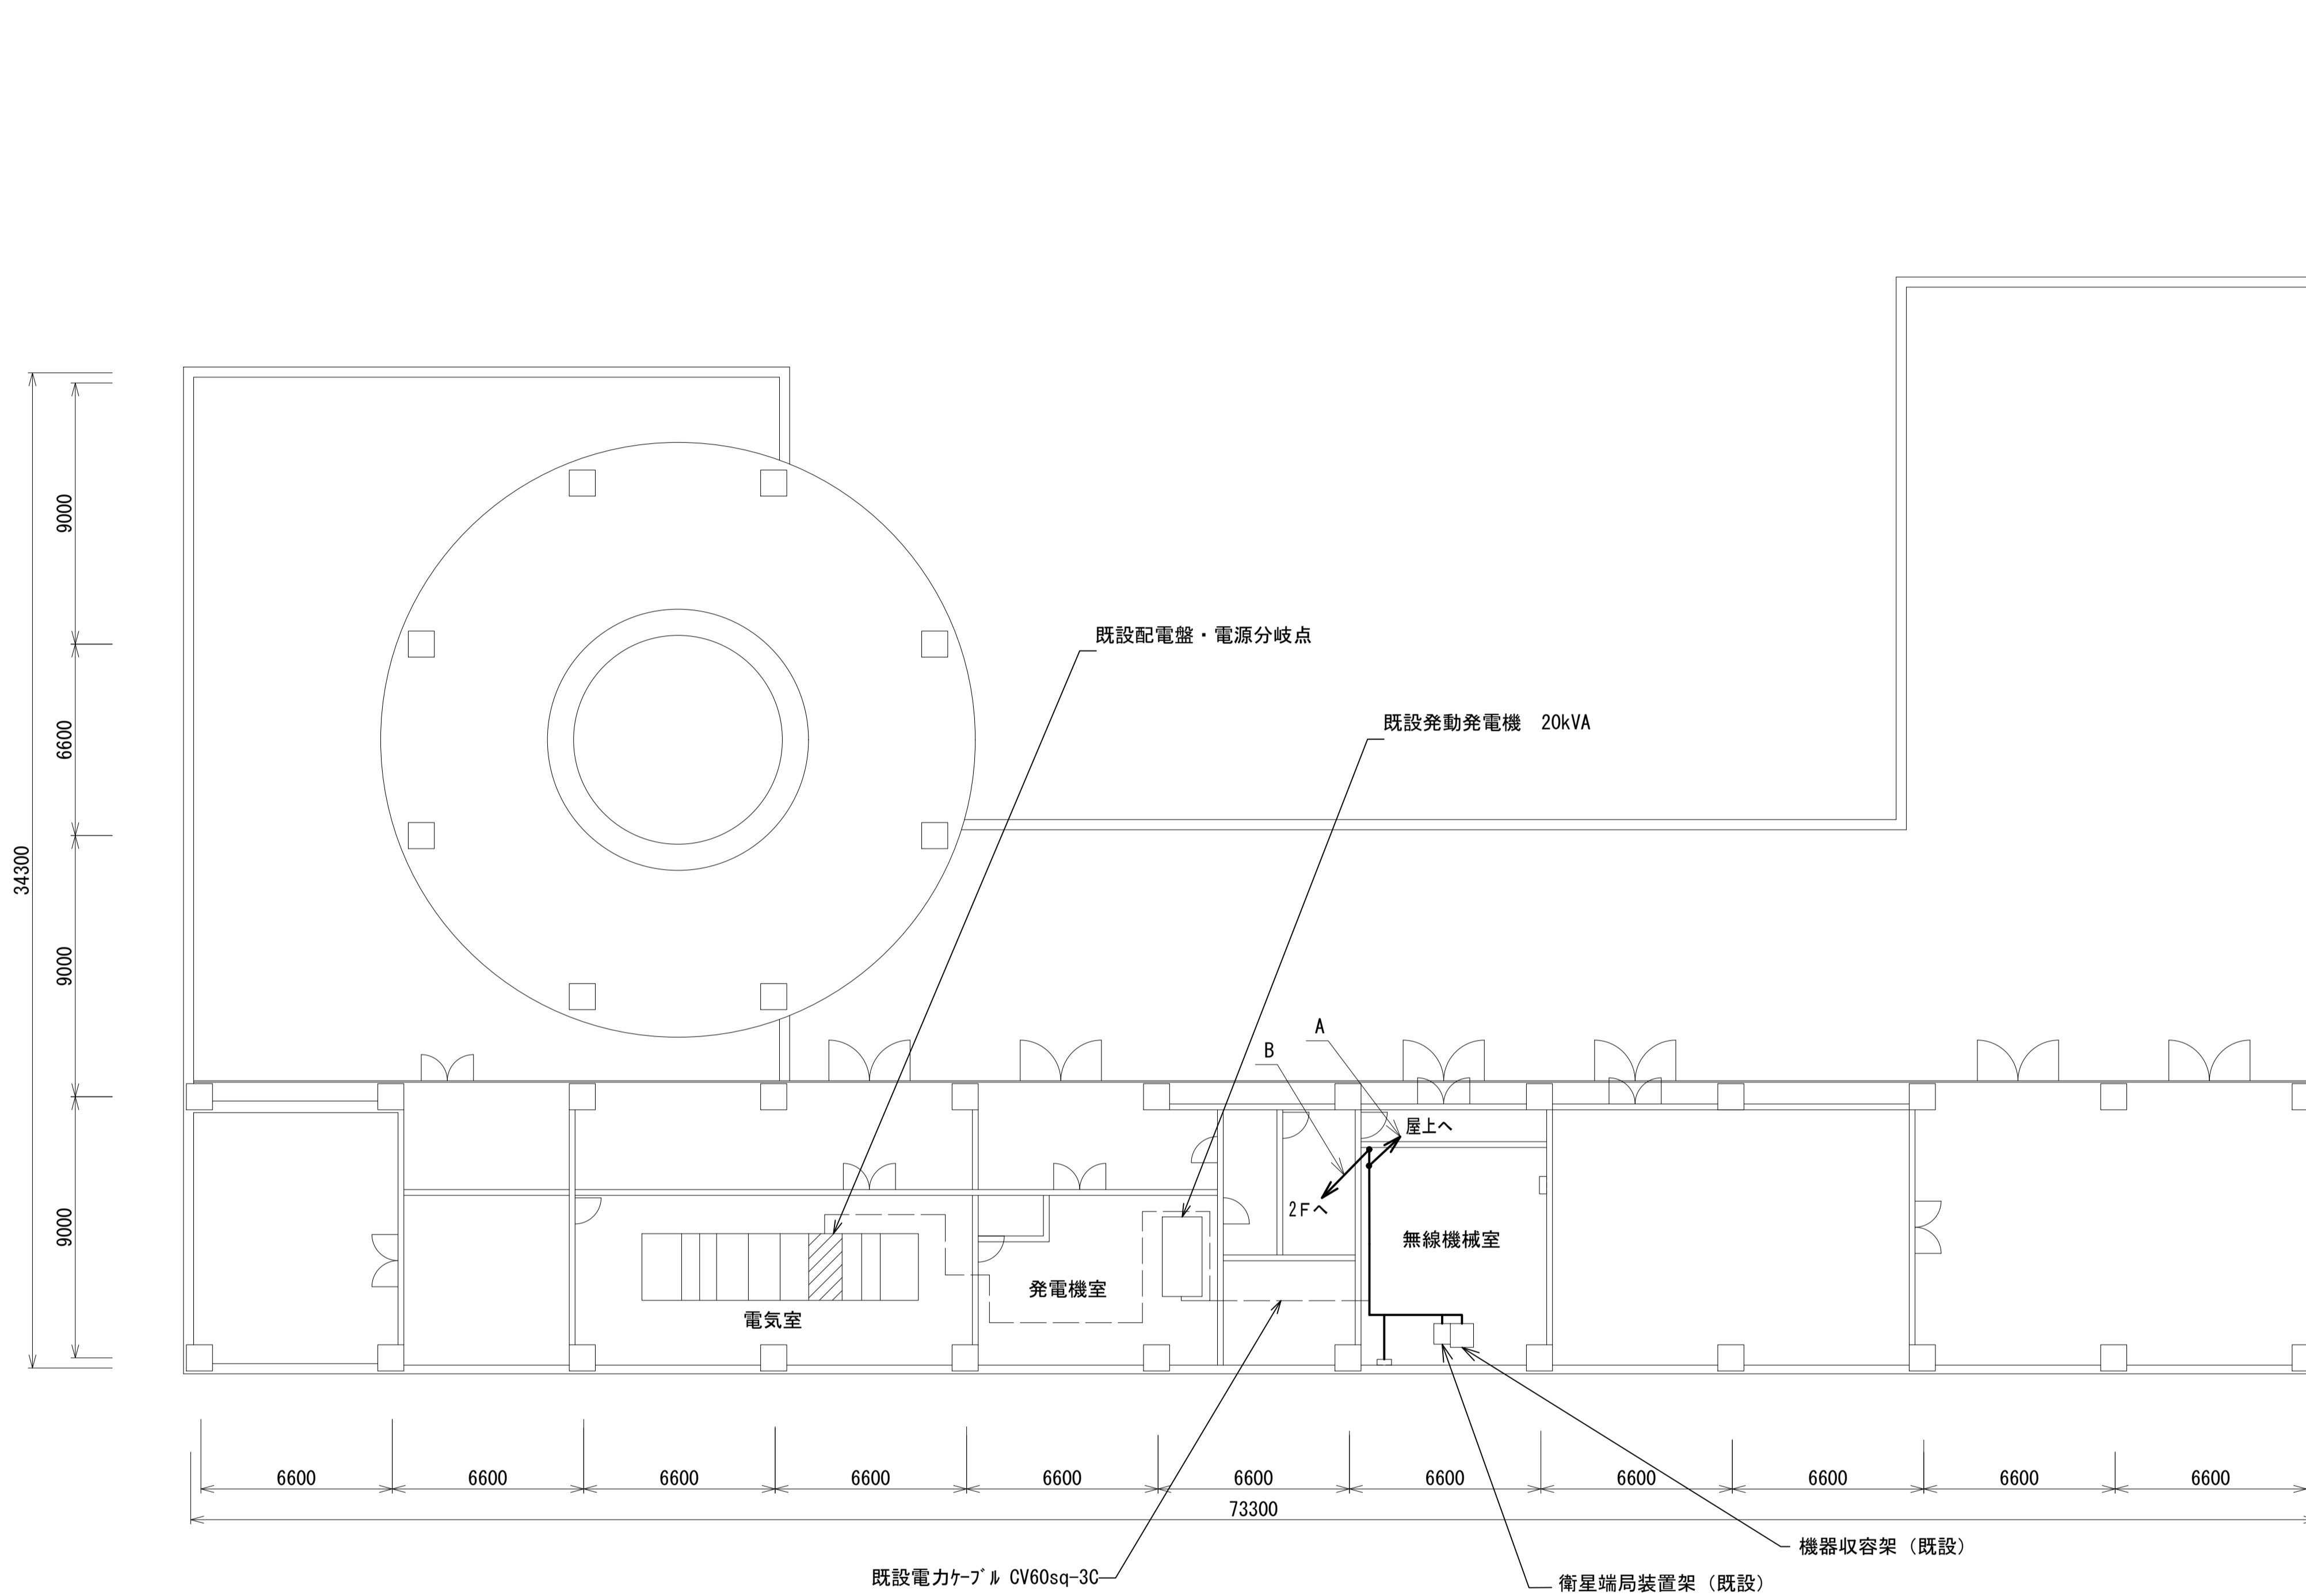 既設配電盤・電源分岐点
既設発動発電機　20kVA
9000
6600
9000
9000
34300
A
B
屋上へ
2Fへ
無線機械室
発電機室
電気室
6600
6600
6600
6600
6600
6600
6600
6600
6600
6600
6600
73300
機器収容架（既設）
既設電力ｹｰﾌﾞﾙ CV60sq-3C
衛星端局装置架（既設）